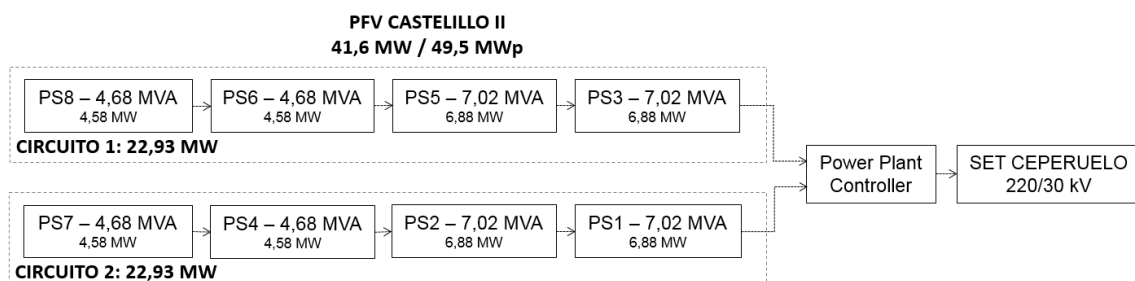 PFV CASTELILLO II
41,6 MW / 49,5 MWp
PS8 – 4,68 MVA
4,58 MW
PS6 – 4,68 MVA
4,58 MW
PS5 – 7,02 MVA
6,88 MW
PS3 – 7,02 MVA
6,88 MW
CIRCUITO 1: 22,93 MW
Power Plant
Controller
SET CEPERUELO
220/30 kV
PS7 – 4,68 MVA
4,58 MW
PS4 – 4,68 MVA
4,58 MW
PS2 – 7,02 MVA
6,88 MW
PS1 – 7,02 MVA
6,88 MW
CIRCUITO 2: 22,93 MW